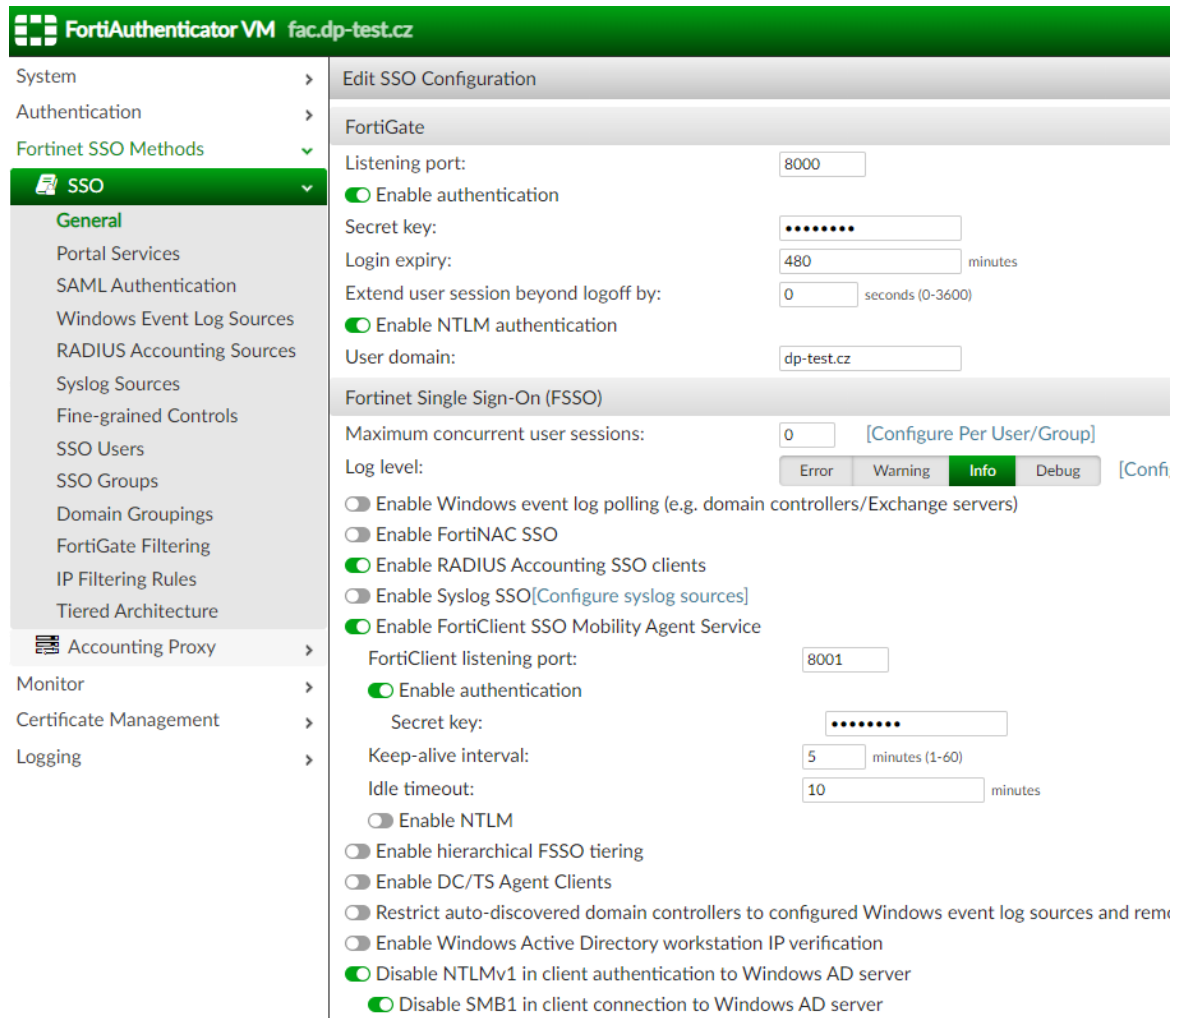 FortiAuthenticator VM fac.dp-test.cz
System
Authentication
Fortinet SSO Methods
SSO
General
Portal Services
SAML Authentication
Windows Event Log Sources
RADIUS Accounting Sources
Syslog Sources
Fine-grained Controls
SSO Users
SSO Groups
Domain Groupings
FortiGate Filtering
IP Filtering Rules
Tiered Architecture
Accounting Proxy
Monitor
Certificate Management
Logging
Edit SSO Configuration
FortiGate
Listening port: 8000
Enable authentication
Secret key: ••••••••
Login expiry: 480 minutes
Extend user session beyond logoff by: 0 seconds (0-3600)
Enable NTLM authentication
User domain: dp-test.cz
Fortinet Single Sign-On (FSSO)
Maximum concurrent user sessions: 0 [Configure Per User/Group]
Log level: Error Warning Info Debug [Confi
Enable Windows event log polling (e.g. domain controllers/Exchange servers)
Enable FortiNAC SSO
Enable RADIUS Accounting SSO clients
Enable Syslog SSO[Configure syslog sources]
Enable FortiClient SSO Mobility Agent Service
FortiClient listening port: 8001
Enable authentication
Secret key: ••••••••
Keep-alive interval: 5 minutes (1-60)
Idle timeout: 10 minutes
Enable NTLM
Enable hierarchical FSSO tiering
Enable DC/TS Agent Clients
Restrict auto-discovered domain controllers to configured Windows event log sources and remo
Enable Windows Active Directory workstation IP verification
Disable NTLMv1 in client authentication to Windows AD server
Disable SMB1 in client connection to Windows AD server